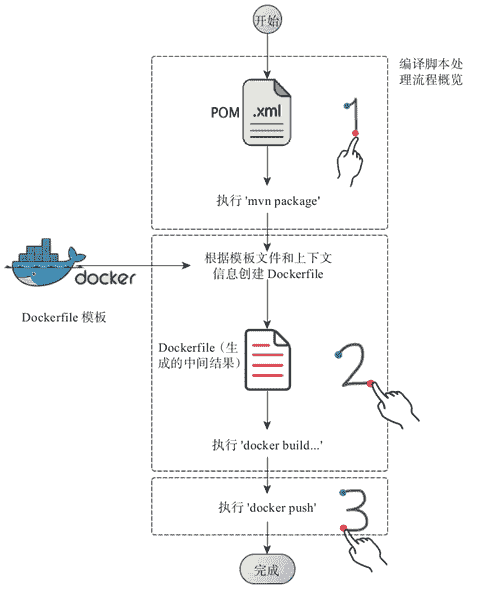 开始
编译脚本处
理流程概览
POM
.xml
1
执行 'mvn package'
根据模板文件和上下文
信息创建 Dockerfile
docker
Dockerfile 模板
Dockerfile（生
成的中间结果）
2
执行 'docker build...'
执行 'docker push'
3
完成